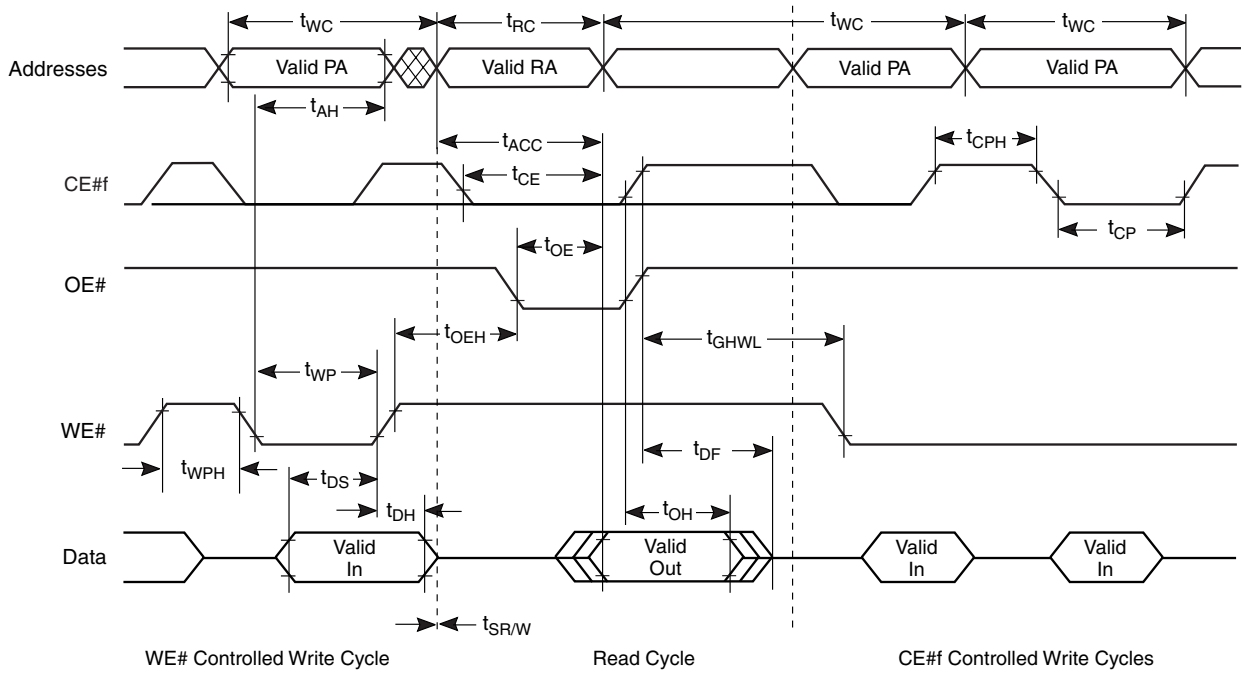 tWC tRC tWC tWC
Addresses Valid PA Valid RA Valid PA Valid PA
tAH
tACC tCPH
CE#f tCE
tCP
tOE
OE#
tOEH tGHWL
tWP
WE#
tDF
tWPH tDS
tDH tOH
Data Valid In Valid Out Valid In Valid In
tSR/W
WE# Controlled Write Cycle Read Cycle CE#f Controlled Write Cycles